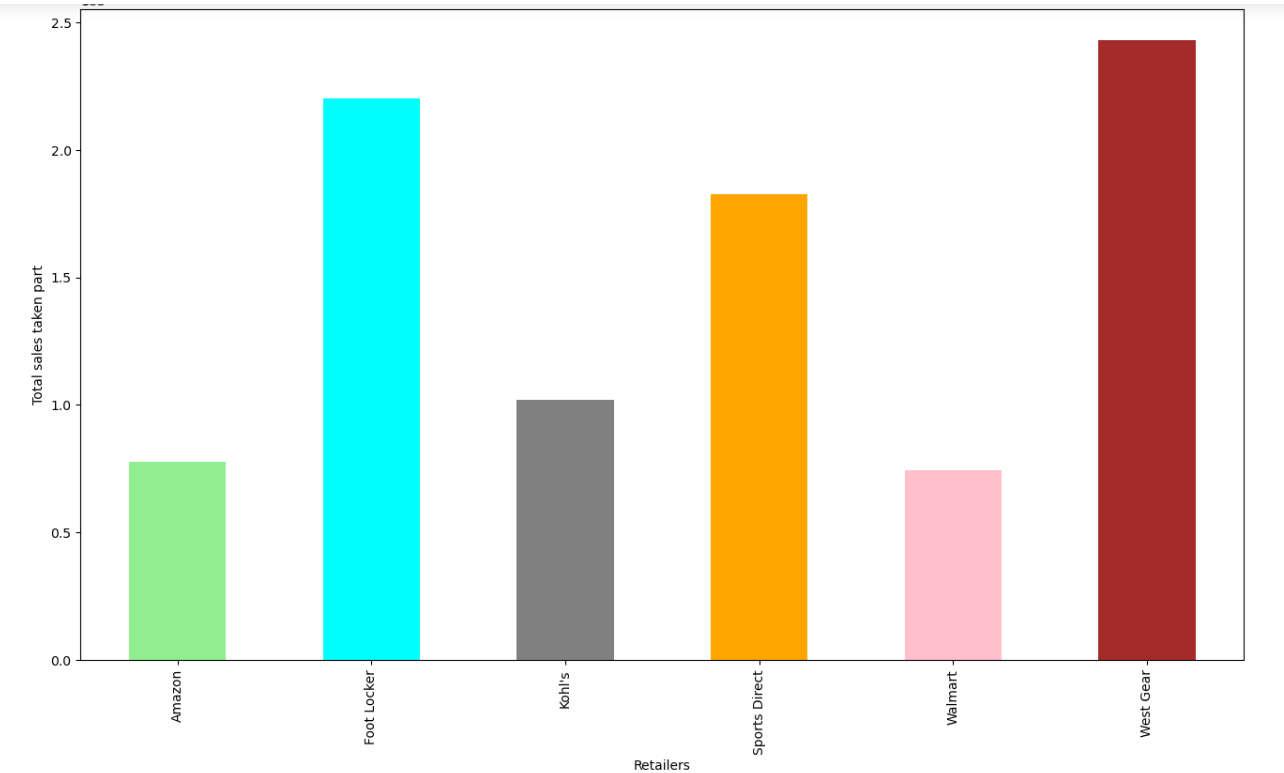 2.5
2.0
1.5
1.0
0.5
0.0
Total sales taken part
Amazon
Foot Locker
Kohl's
Sports Direct
Walmart
West Gear
Retailers